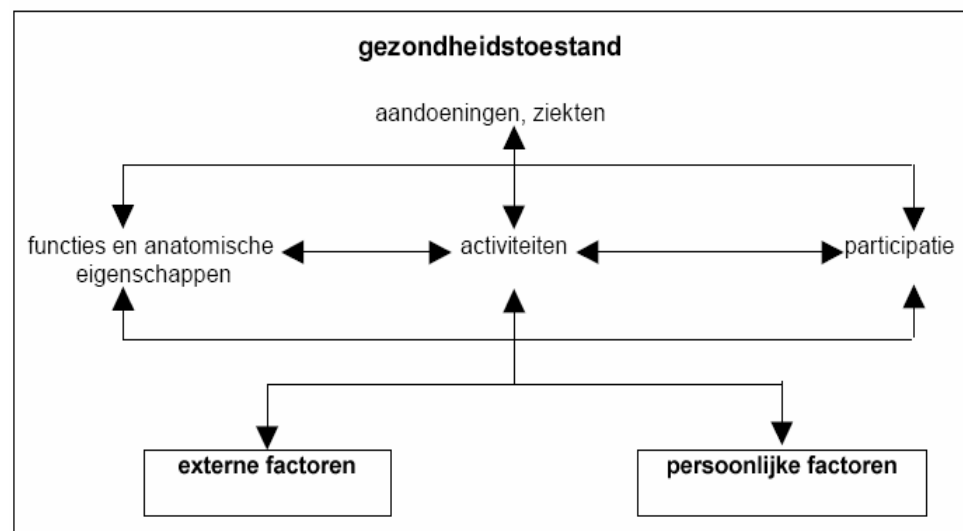 gezondheidstoestand
aandoeningen, ziekten
functies en anatomische
eigenschappen
activiteiten
participatie
externe factoren
persoonlijke factoren